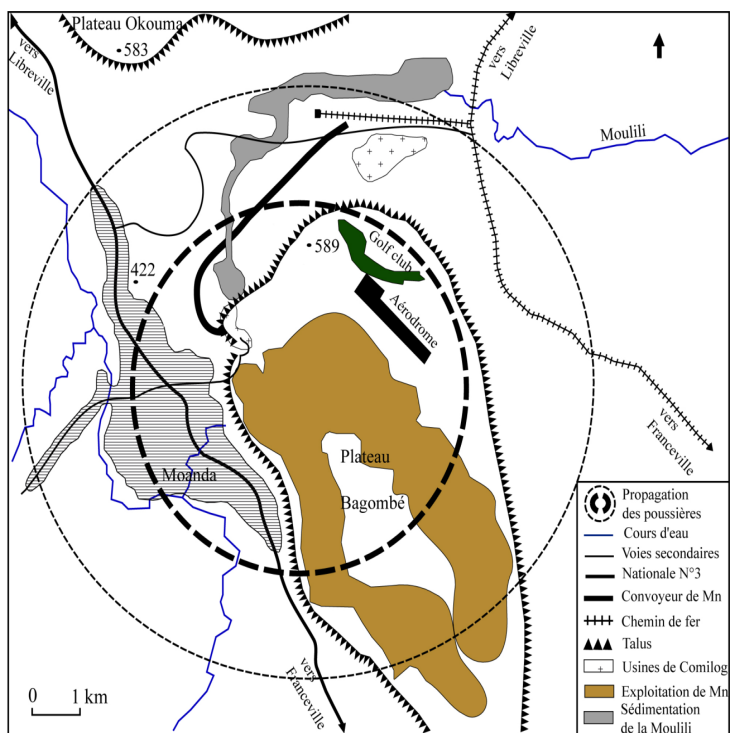 Plateau Okouma
583
vers
Libreville
vers
Libreville
Moulili
589
Golf club
422
Aérodrome
Plateau
Bagombé
Moanda
vers
Franceville
vers
Franceville
0 1 km
Propagation
des poussières
Cours d'eau
Voies secondaires
Nationale N°3
Convoyeur de Mn
Chemin de fer
Talus
Usines de Comilog
Exploitation de Mn
Sédimentation
de la Moulili